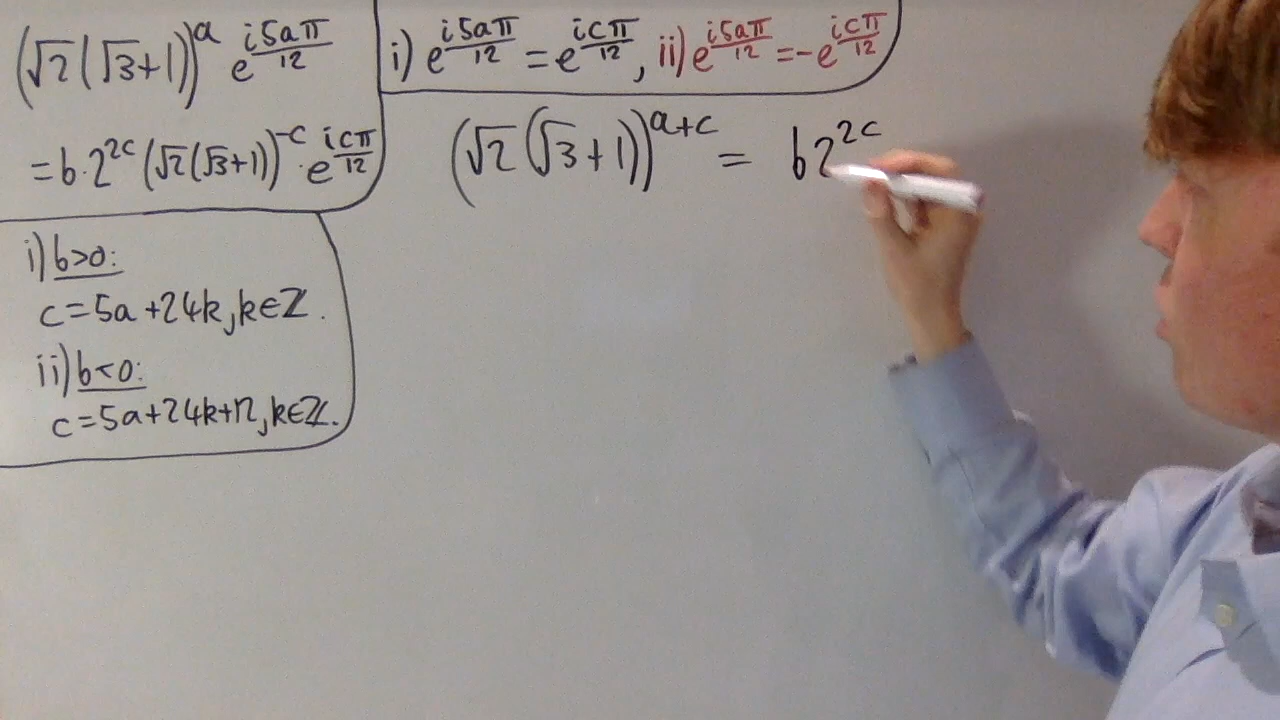 (√2(√3+1))^a e^{i5aπ/12}
= b·2^{2c} (√2(√3+1))^{-c} · e^{icπ/12}
i) e^{i5aπ/12} = e^{icπ/12}, ii) e^{i5aπ/12} = -e^{icπ/12}
(√2(√3+1))^{a+c} = b2^{2c}
i) b>0:
c=5a+24k, k∈ℤ.
ii) b<0:
c=5a+24k+12, k∈ℤ.